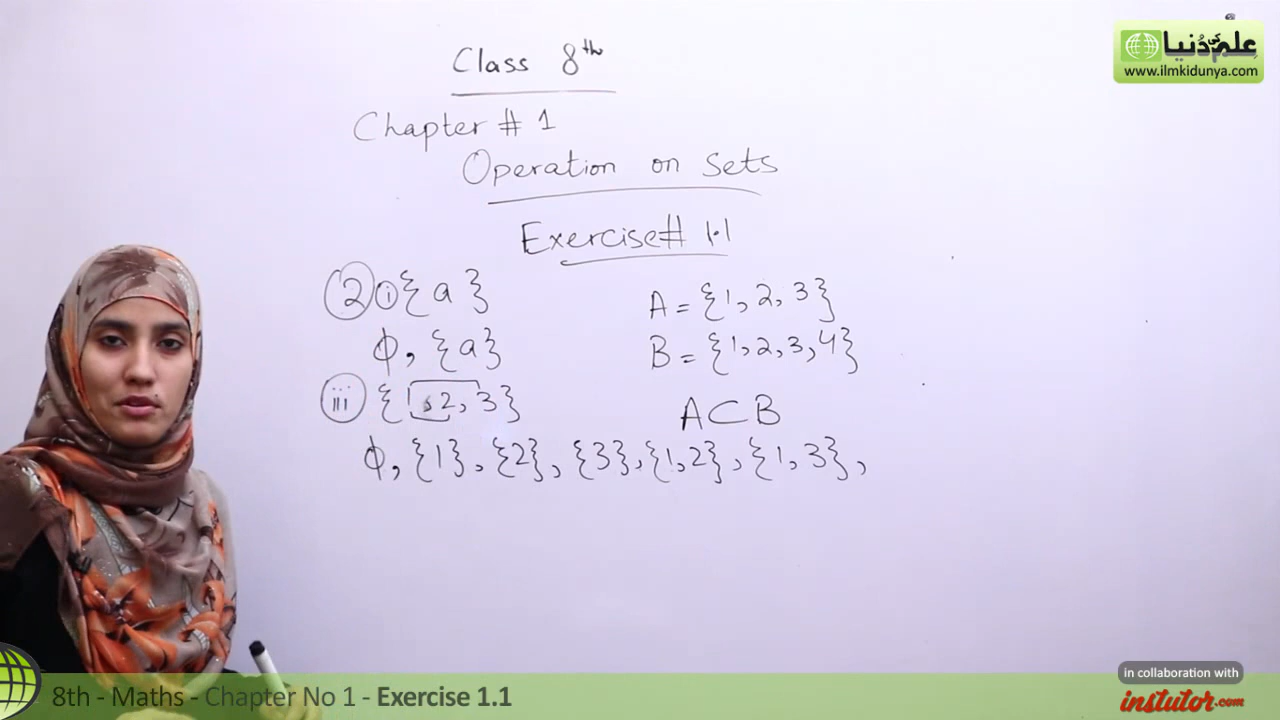 Class 8th
Chapter # 1
Operation on Sets
Exercise# 1.1
② ⓘ {a}
ϕ, {a}
ⅲ {1,2,3}
ϕ, {1}, {2}, {3}, {1,2}, {1,3},
A = {1,2,3}
B = {1,2,3,4}
A⊂B
علم کی دنیا
www.ilmkidunya.com
8th - Maths - Chapter No 1 - Exercise 1.1
in collaboration with
instutor.com